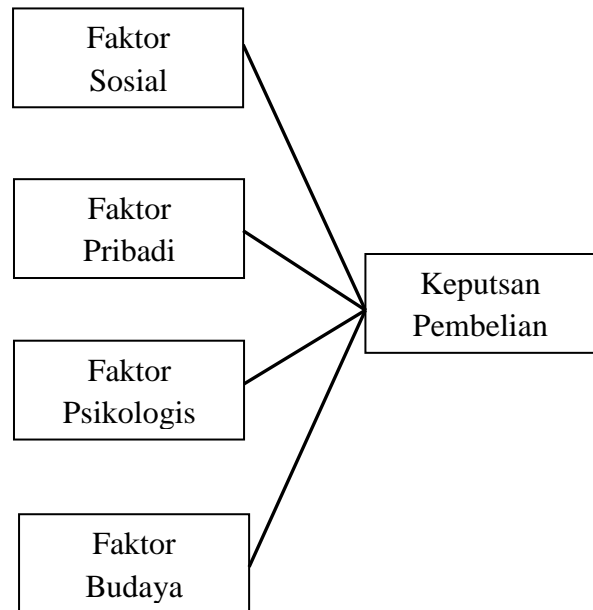 Faktor
Sosial
Faktor
Pribadi
Keputsan
Pembelian
Faktor
Psikologis
Faktor
Budaya